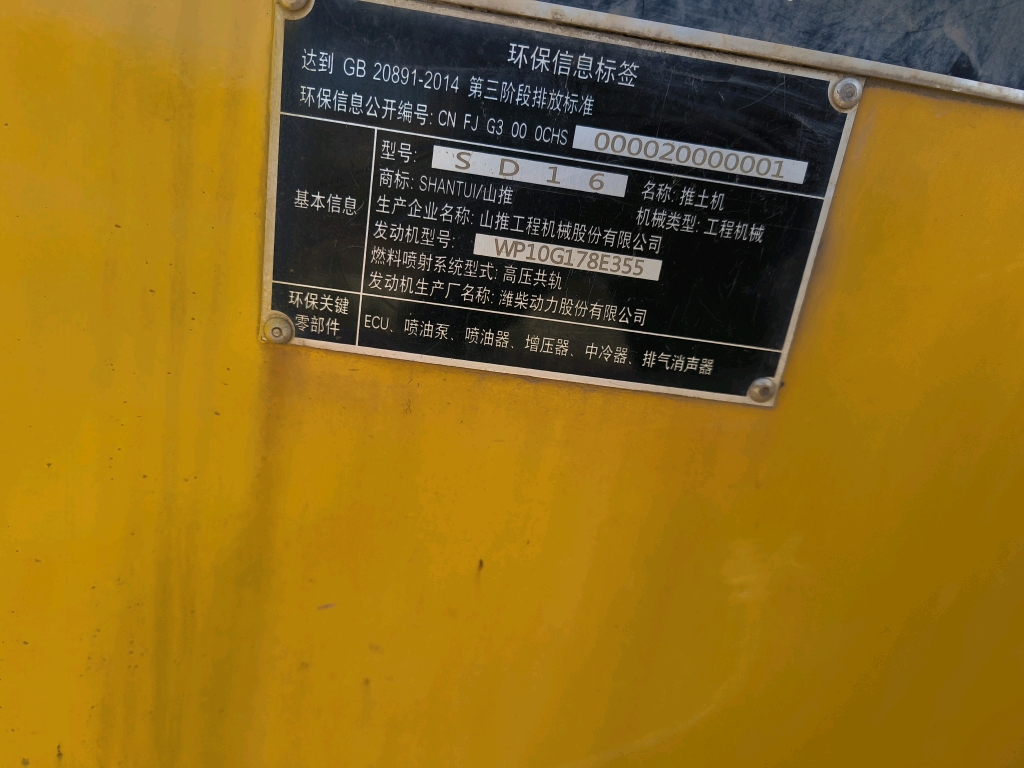 环保信息标签
达到 GB 20891-2014 第三阶段排放标准
环保信息公开编号: CN FJ G3 00 0CHS 000020000001
基本信息
型号: SD16 名称: 推土机
商标: SHANTUI/山推 机械类型: 工程机械
生产企业名称: 山推工程机械股份有限公司
发动机型号: WP10G178E355
燃料喷射系统型式: 高压共轨
发动机生产厂名称: 潍柴动力股份有限公司
环保关键
零部件
ECU、喷油泵、喷油器、增压器、中冷器、排气消声器